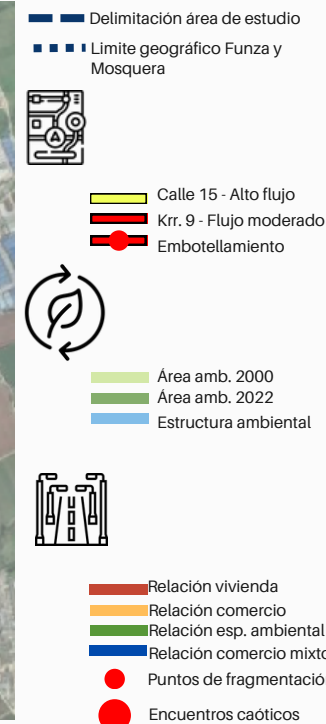 Delimitación área de estudio
Limite geográfico Funza y
Mosquera
Calle 15 - Alto flujo
Krr. 9 - Flujo moderado
Embotellamiento
Área amb. 2000
Área amb. 2022
Estructura ambiental
Relación vivienda
Relación comercio
Relación esp. ambiental
Relación comercio mixto
Puntos de fragmentació
Encuentros caóticos